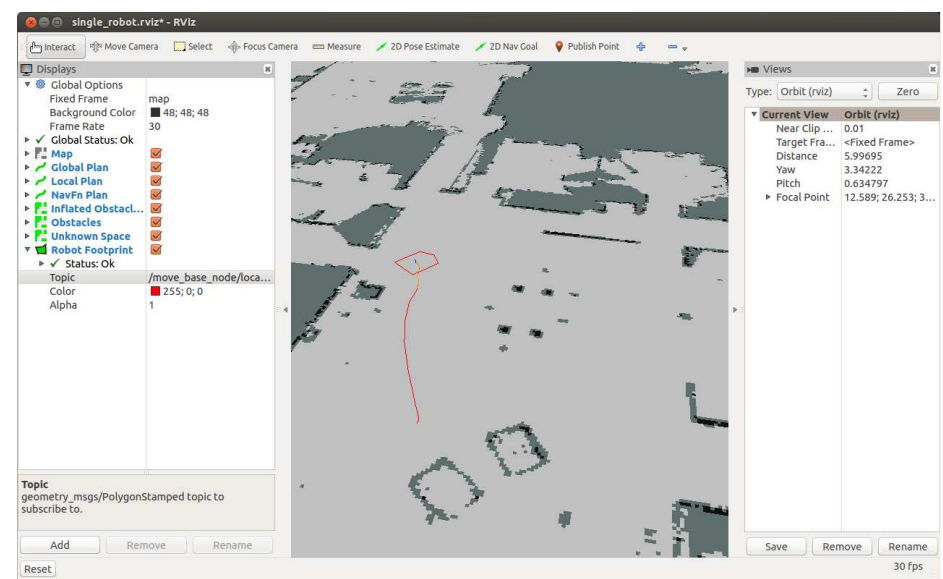 single_robot.rviz* - RViz
Interact Move Camera Select Focus Camera Measure 2D Pose Estimate 2D Nav Goal Publish Point
Displays
Global Options
Fixed Frame map
Background Color 48; 48; 48
Frame Rate 30
Global Status: Ok
Map
Global Plan
Local Plan
NavFn Plan
Inflated Obstacl...
Obstacles
Unknown Space
Robot Footprint
Status: Ok
Topic /move_base_node/loca...
Color 255; 0; 0
Alpha 1
Topic
geometry_msgs/PolygonStamped topic to
subscribe to.
Add Remove Rename
Reset
Views
Type: Orbit (rviz) Zero
Current View Orbit (rviz)
Near Clip ... 0.01
Target Fra... <Fixed Frame>
Distance 5.99695
Yaw 3.34222
Pitch 0.634797
Focal Point 12.589; 26.253; 3...
Save Remove Rename
30 fps